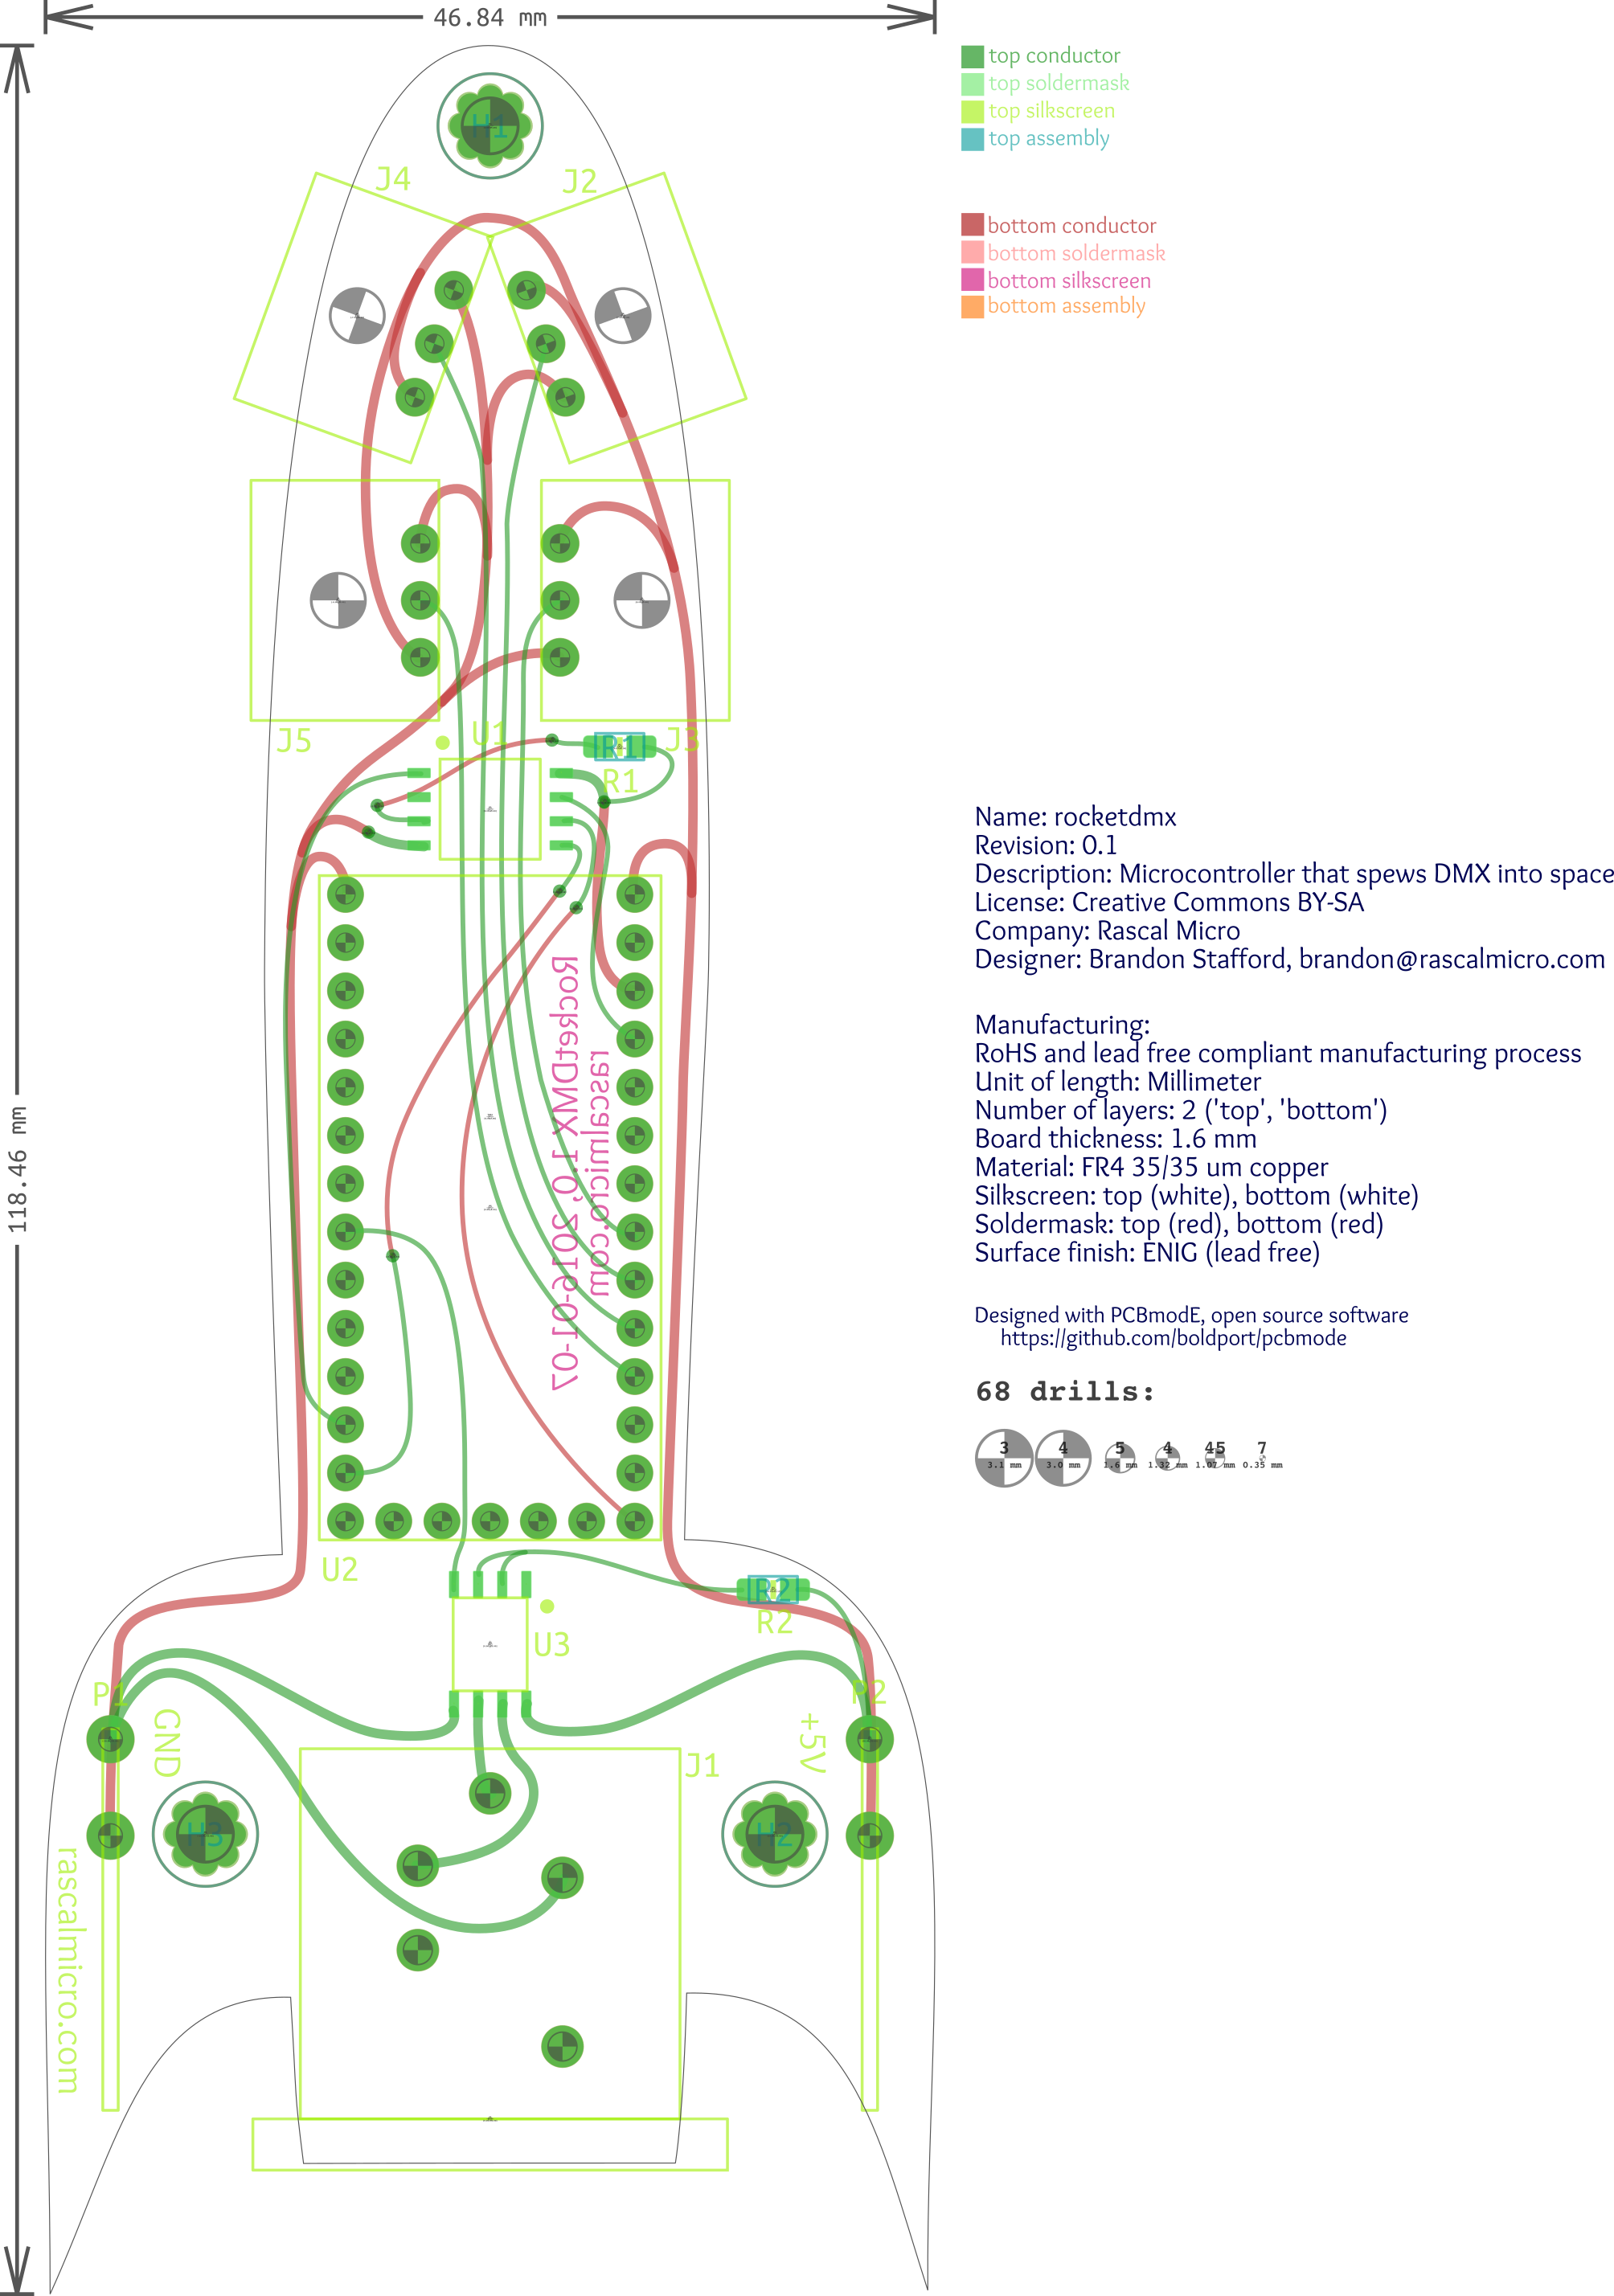 46.84 mm
118.46 mm
top conductor
top soldermask
top silkscreen
top assembly
bottom conductor
bottom soldermask
bottom silkscreen
bottom assembly
H1
J4
J2
J5
U1
R1
J3
R1
RocketDMX 1.0, 2016-01-07
rascalmicro.com
U2
R2
R2
U3
P1
P2
GND
+5V
J1
H3
H2
rascalmicro.com
Name: rocketdmx
Revision: 0.1
Description: Microcontroller that spews DMX into space
License: Creative Commons BY-SA
Company: Rascal Micro
Designer: Brandon Stafford, brandon@rascalmicro.com
Manufacturing:
RoHS and lead free compliant manufacturing process
Unit of length: Millimeter
Number of layers: 2 ('top', 'bottom')
Board thickness: 1.6 mm
Material: FR4 35/35 um copper
Silkscreen: top (white), bottom (white)
Soldermask: top (red), bottom (red)
Surface finish: ENIG (lead free)
Designed with PCBmodE, open source software
https://github.com/boldport/pcbmode
68 drills:
3 4 5 4 45 7
3.1 mm 3.0 mm 1.6 mm 1.32 mm 1.07 mm 0.35 mm